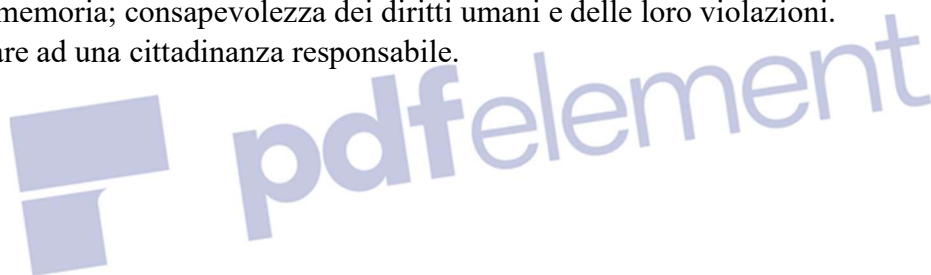 memoria; consapevolezza dei diritti umani e delle loro violazioni.
are ad una cittadinanza responsabile.
pdfelement